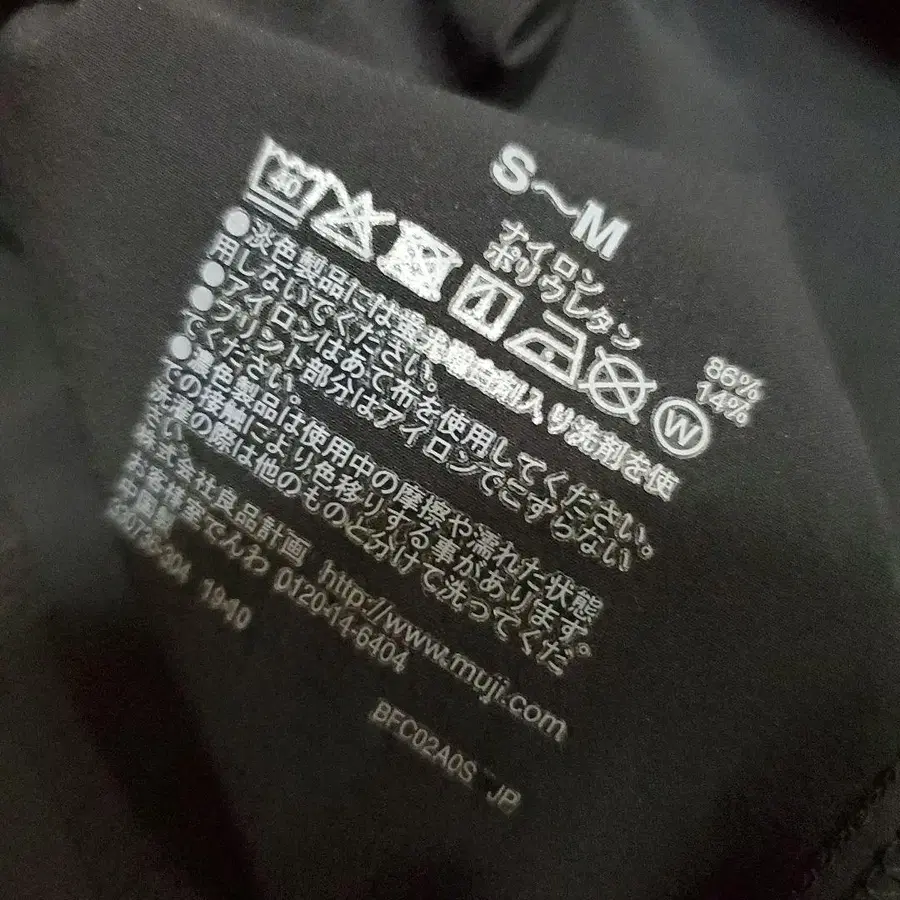 S〜M
ナイロン 86%
ポリウレタン 14%
40
W
●淡色製品には蛍光増白剤入り洗剤を使
用しないでください。
●アイロンはあて布を使用してください。
●プリント部分はアイロンでこすらない
でください。
●濃色製品は使用中の摩擦や濡れた状態
での接触により色移りする事があります。
洗濯の際は他のものと分けて洗ってくだ
さい。
株式会社良品計画 http://www.muji.com
お客様室でんわ 0120-14-6404
中国製
19·10
BFC02A0S JP